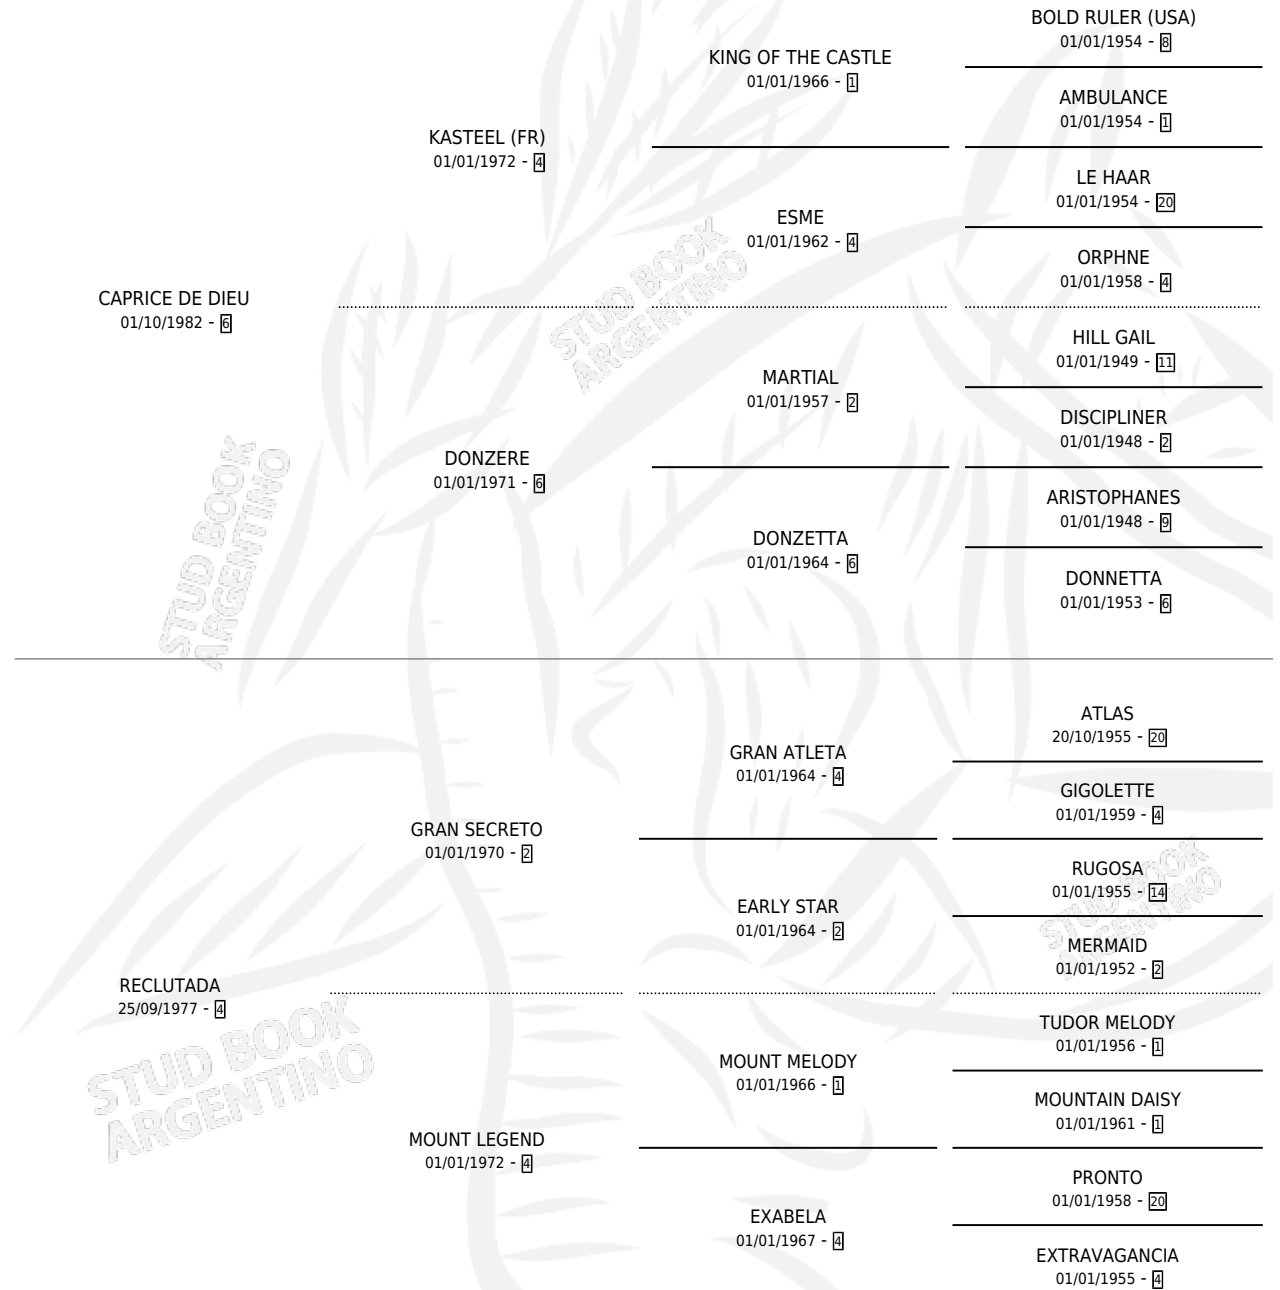 BOLD RULER (USA)
01/01/1954 - 8
KING OF THE CASTLE
01/01/1966 - 1
AMBULANCE
01/01/1954 - 1
KASTEEL (FR)
01/01/1972 - 4
LE HAAR
01/01/1954 - 20
ESME
01/01/1962 - 4
ORPHNE
01/01/1958 - 4
CAPRICE DE DIEU
01/10/1982 - 6
STUD BOOK
ARGENTINO
HILL GAIL
01/01/1949 - 11
MARTIAL
01/01/1957 - 2
DISCIPLINER
01/01/1948 - 2
DONZERE
01/01/1971 - 6
ARISTOPHANES
01/01/1948 - 9
DONZETTA
01/01/1964 - 6
DONNETTA
01/01/1953 - 6
STUD BOOK
ARGENTINO
ATLAS
20/10/1955 - 20
GRAN ATLETA
01/01/1964 - 4
GIGOLETTE
01/01/1959 - 4
GRAN SECRETO
01/01/1970 - 2
RUGOSA
01/01/1955 - 14
EARLY STAR
01/01/1964 - 2
STUD BOOK
ARGENTINO
MERMAID
01/01/1952 - 2
RECLUTADA
25/09/1977 - 4
STUD BOOK
ARGENTINO
TUDOR MELODY
01/01/1956 - 1
MOUNT MELODY
01/01/1966 - 1
MOUNTAIN DAISY
01/01/1961 - 1
MOUNT LEGEND
01/01/1972 - 4
PRONTO
01/01/1958 - 20
EXABELA
01/01/1967 - 4
EXTRAVAGANCIA
01/01/1955 - 4